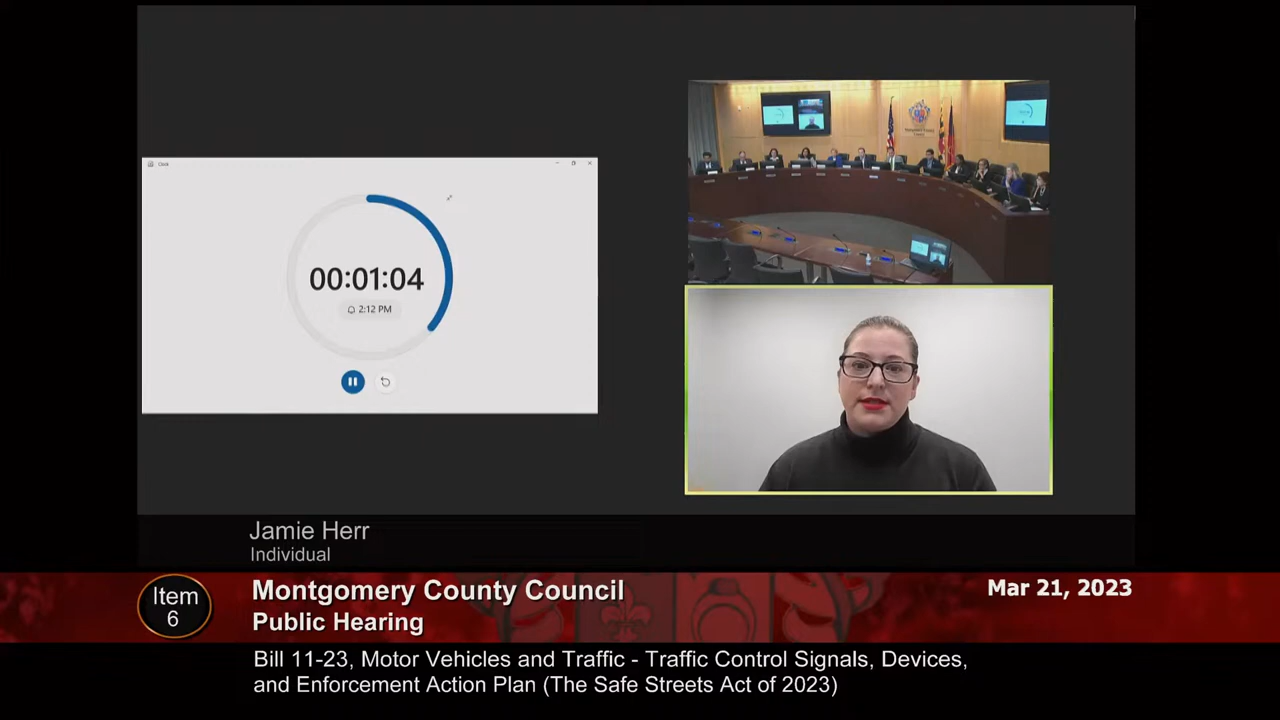 Clock
00:01:04
2:12 PM
Jamie Herr
Individual
Item
6
Montgomery County Council
Public Hearing
Mar 21, 2023
Bill 11-23, Motor Vehicles and Traffic - Traffic Control Signals, Devices,
and Enforcement Action Plan (The Safe Streets Act of 2023)